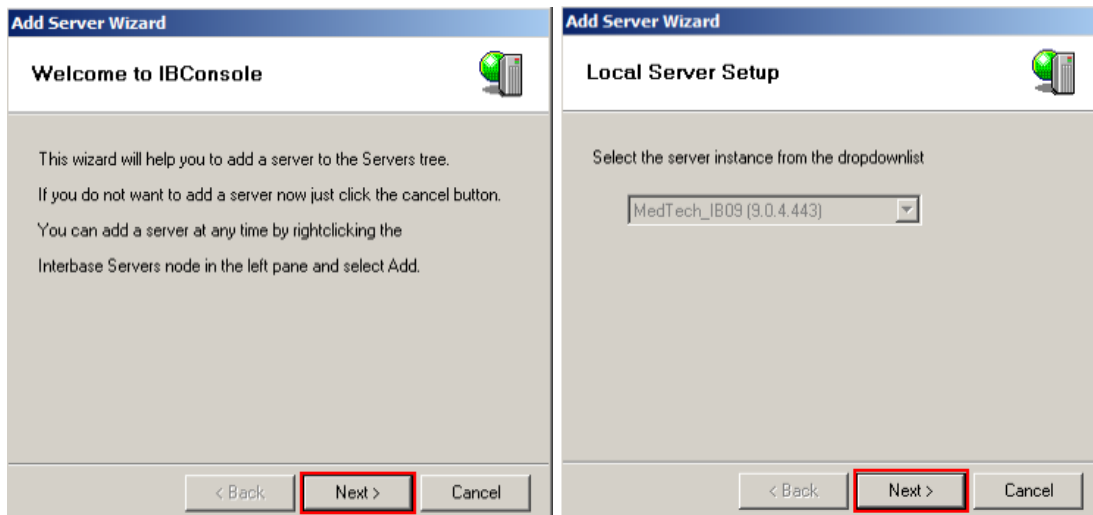 Add Server Wizard
Welcome to IBConsole
This wizard will help you to add a server to the Servers tree.
If you do not want to add a server now just click the cancel button.
You can add a server at any time by rightclicking the
Interbase Servers node in the left pane and select Add.
< Back
Next >
Cancel
Add Server Wizard
Local Server Setup
Select the server instance from the dropdownlist
MedTech_IB09 (9.0.4.443)
< Back
Next >
Cancel